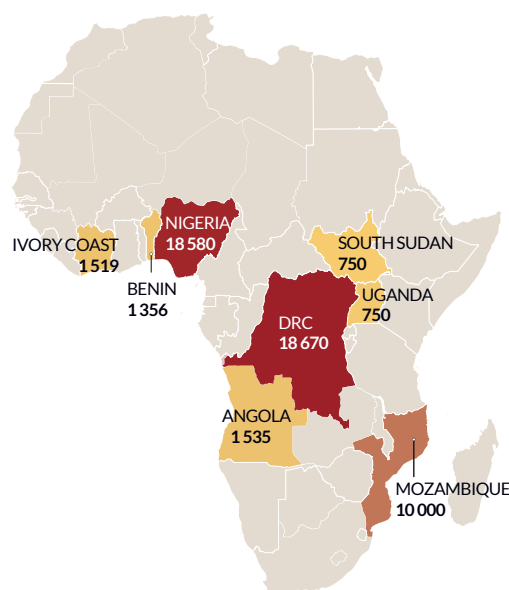 NIGERIA
18 580
IVORY COAST
1 519
BENIN
1 356
SOUTH SUDAN
750
UGANDA
750
DRC
18 670
ANGOLA
1 535
MOZAMBIQUE
10 000